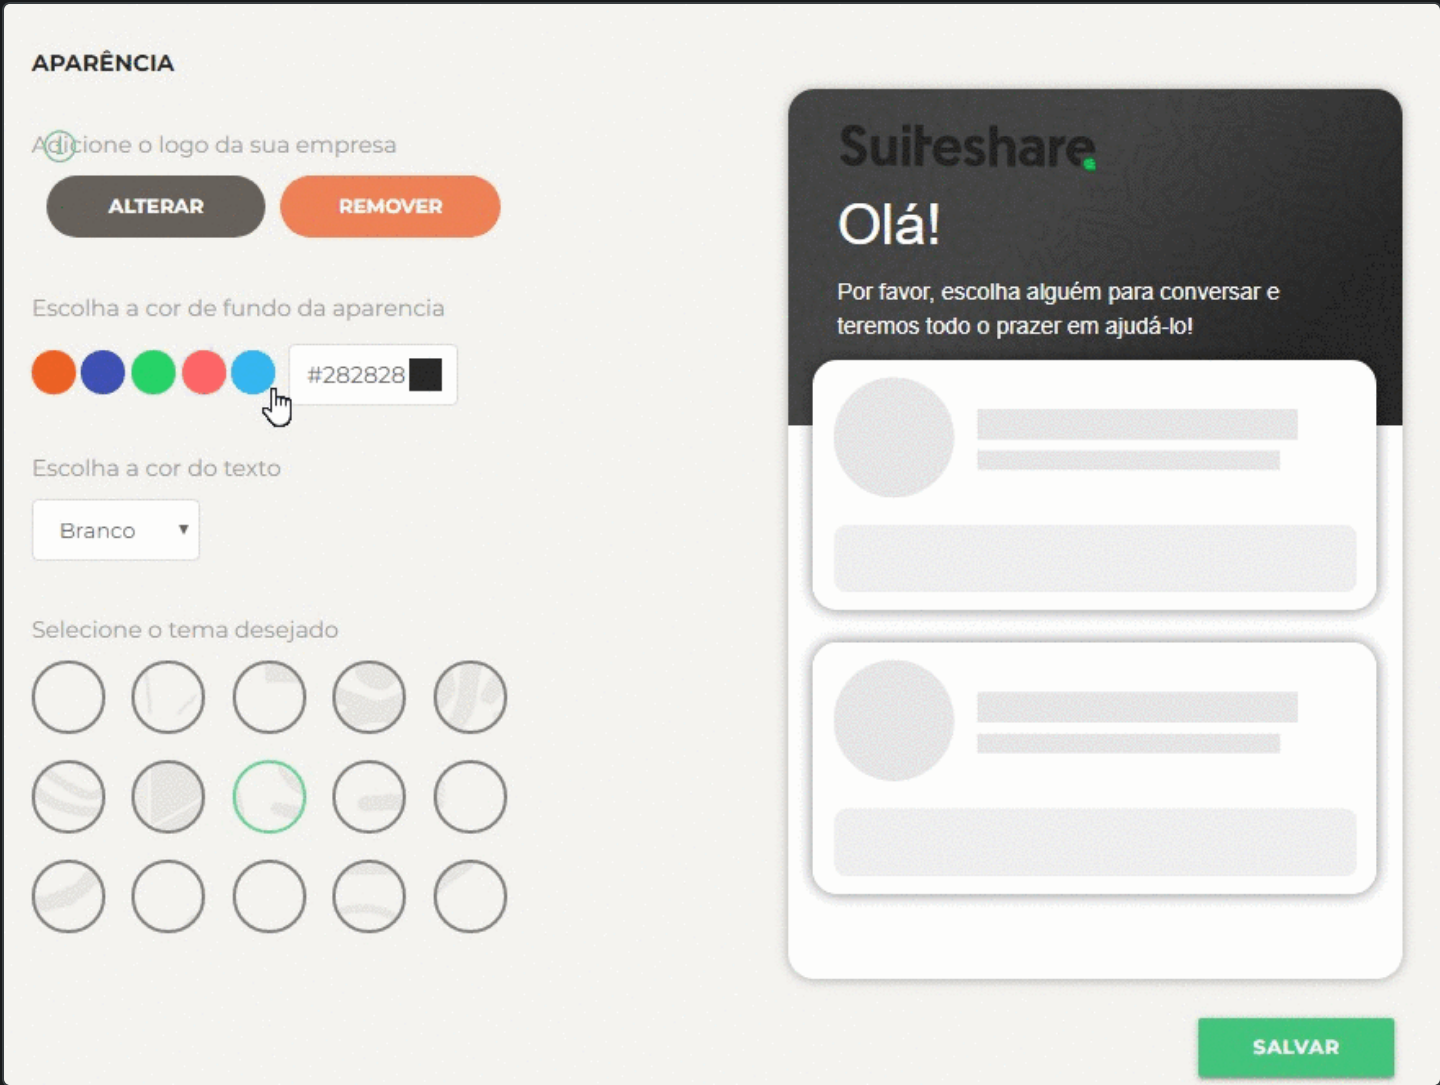 APARÊNCIA
Adicione o logo da sua empresa
ALTERAR
REMOVER
Escolha a cor de fundo da aparencia
#282828
Escolha a cor do texto
Branco
Selecione o tema desejado
Suiteshare
Olá!
Por favor, escolha alguém para conversar e
teremos todo o prazer em ajudá-lo!
SALVAR